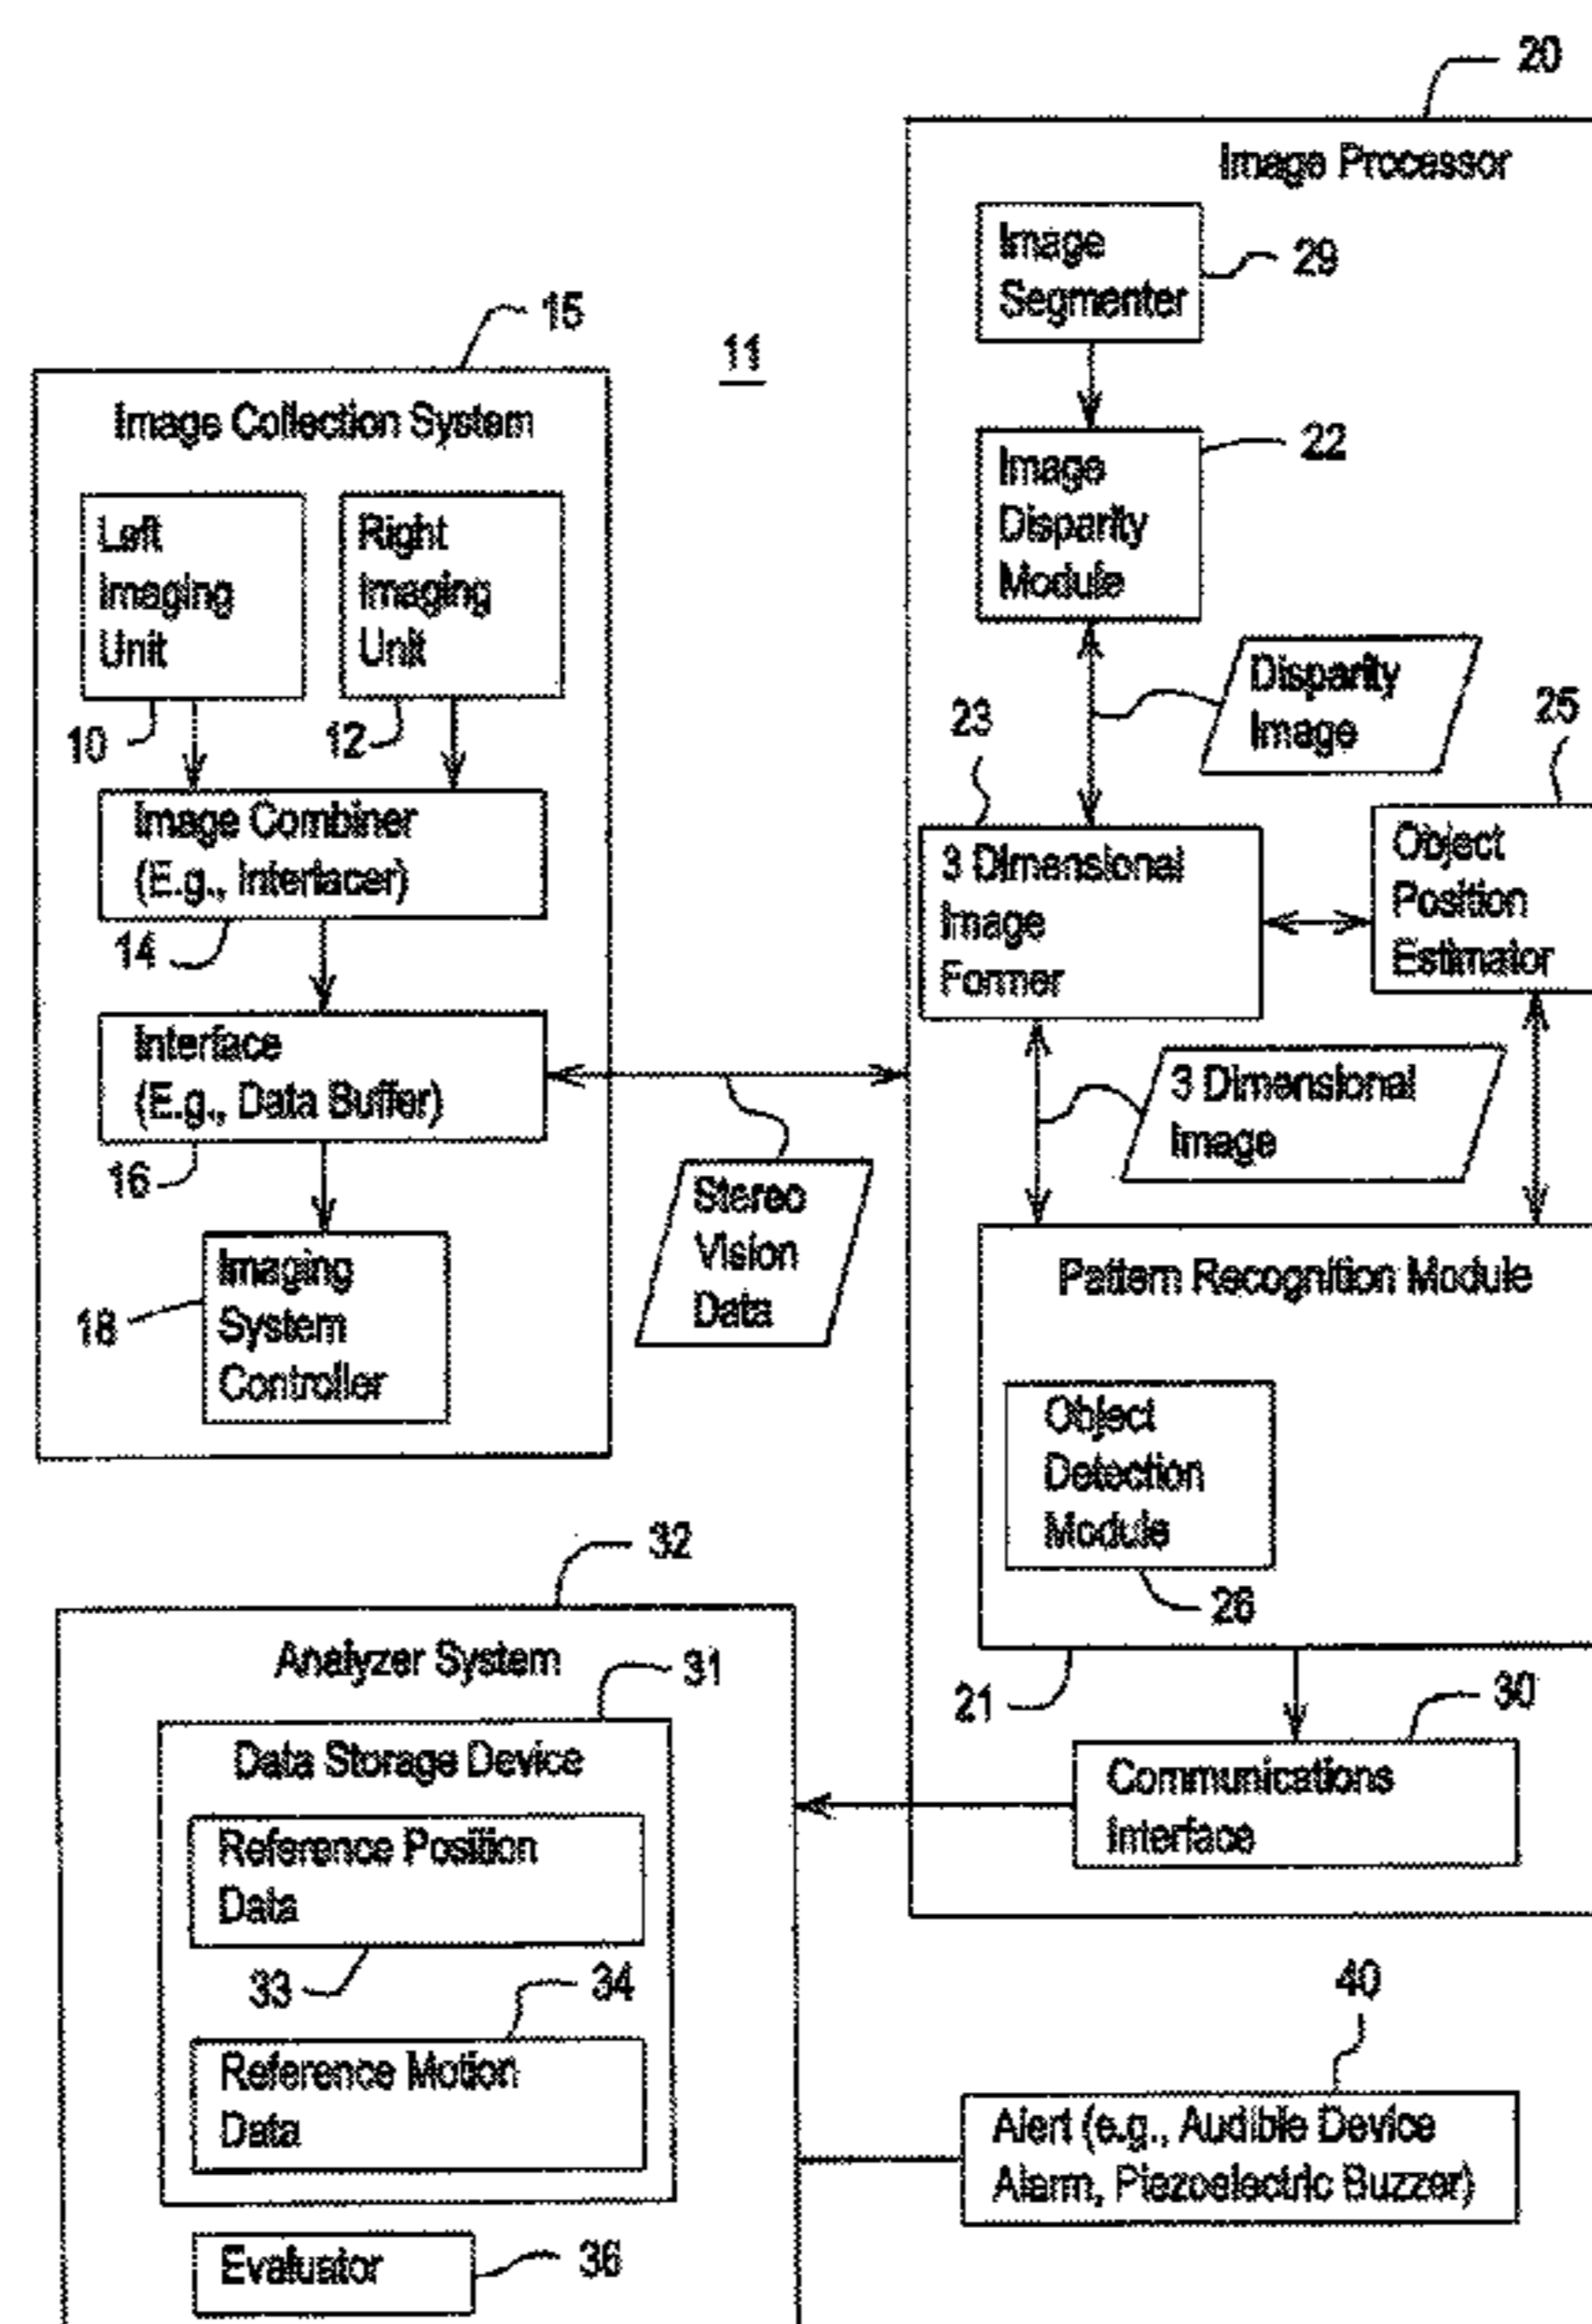 20
Image Processor
Image
Segmenter
29
15
11
Image Collection System
Image
Disparity
Module
22
Left
Imaging
Unit
Right
Imaging
Unit
10
12
Disparity
Image
23
25
Image Combiner
(E.g., Interlacer)
14
3 Dimensional
Image
Former
Object
Position
Estimator
Interface
(E.g., Data Buffer)
16
3 Dimensional
Image
Stereo
Vision
Data
Imaging
System
Controller
18
Pattern Recognition Module
Object
Detection
Module
26
21
30
Communications
Interface
32
Analyzer System
31
Data Storage Device
Reference Position
Data
33
34
Reference Motion
Data
40
Alert (e.g., Audible Device
Alarm, Piezoelectric Buzzer)
Evaluator
36